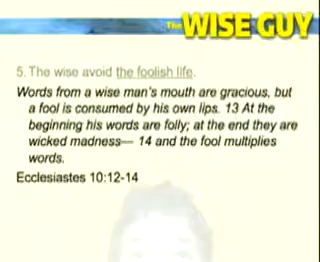 The WISE GUY
5. The wise avoid the foolish life.
Words from a wise man's mouth are gracious, but
a fool is consumed by his own lips. 13 At the
beginning his words are folly; at the end they are
wicked madness— 14 and the fool multiplies
words.
Ecclesiastes 10:12-14